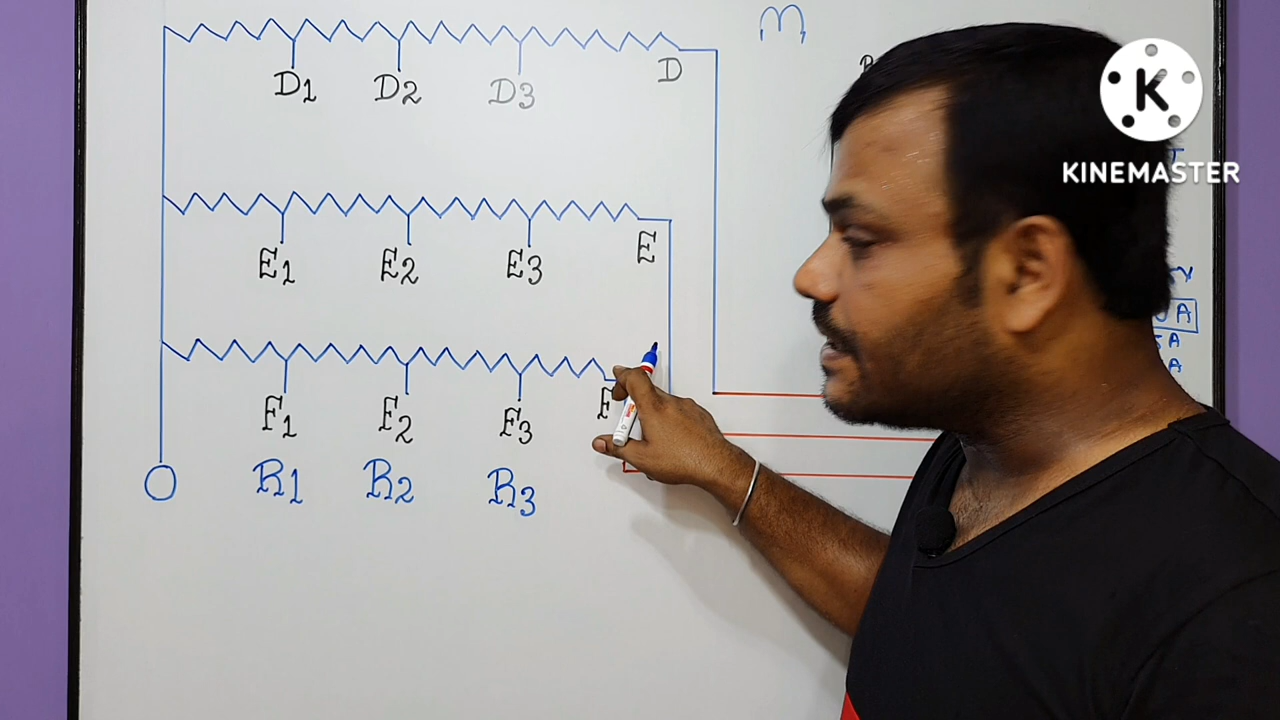 D1 D2 D3 D
E1 E2 E3 E
F1 F2 F3 F
O R1 R2 R3
K
KINEMASTER
A
A
A